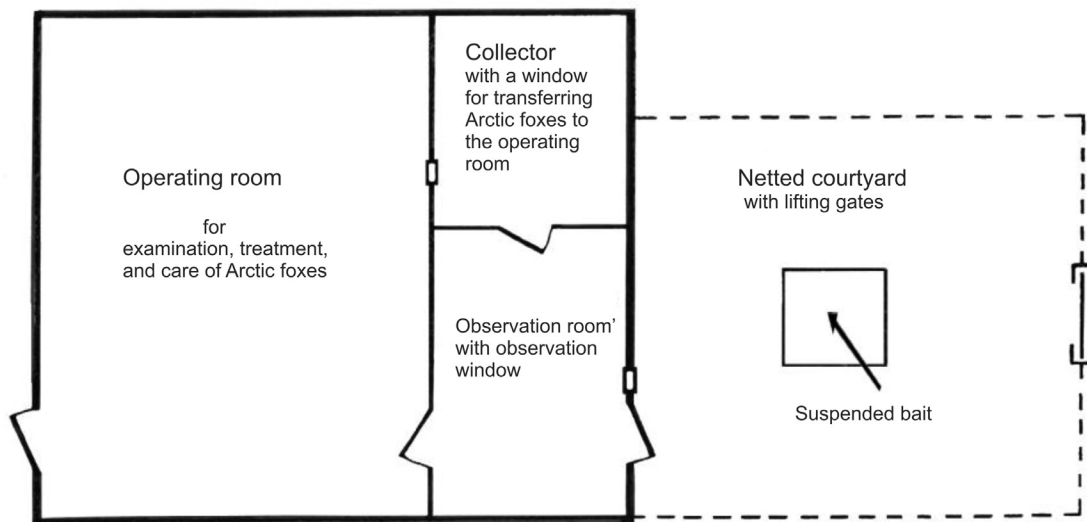 Operating room
for
examination, treatment,
and care of Arctic foxes
Collector
with a window
for transferring
Arctic foxes to
the operating
room
Observation room’
with observation
window
Netted courtyard
with lifting gates
Suspended bait